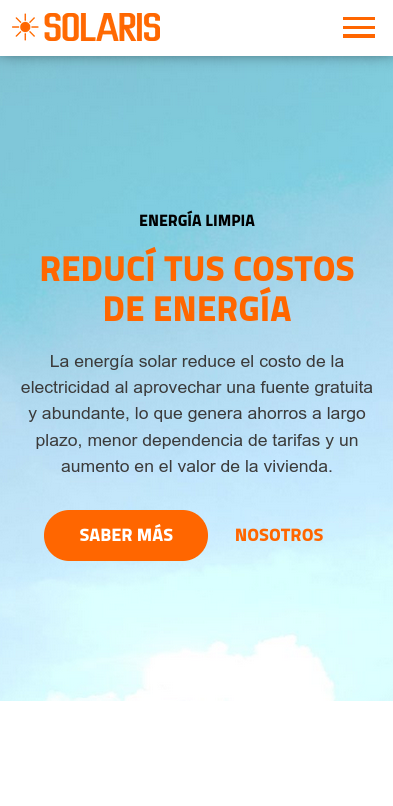 SOLARIS
ENERGÍA LIMPIA
REDUCÍ TUS COSTOS
DE ENERGÍA
La energía solar reduce el costo de la
electricidad al aprovechar una fuente gratuita
y abundante, lo que genera ahorros a largo
plazo, menor dependencia de tarifas y un
aumento en el valor de la vivienda.
SABER MÁS NOSOTROS